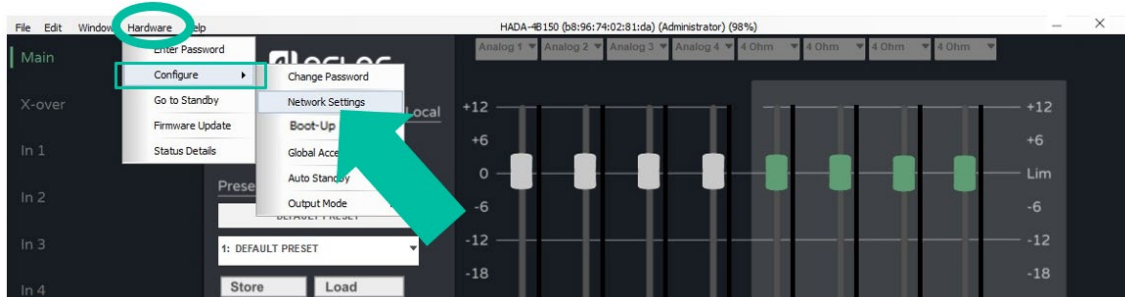 File Edit Window Hardware Help HADA-4B150 (b8:96:74:02:81:da) (Administrator) (98%)
Main
X-over
In 1
In 2
In 3
In 4
Enter Password
Configure
Go to Standby
Firmware Update
Status Details
Change Password
Network Settings
Boot-Up
Global
Auto Standby
Output Mode
Local
DEFAULT PRESET
1: DEFAULT PRESET
Store Load
Analog 1 Analog 2 Analog 3 Analog 4 4 Ohm 4 Ohm 4 Ohm 4 Ohm
+12 +12
+6 +6
0 Lim
-6 -6
-12 -12
-18 -18